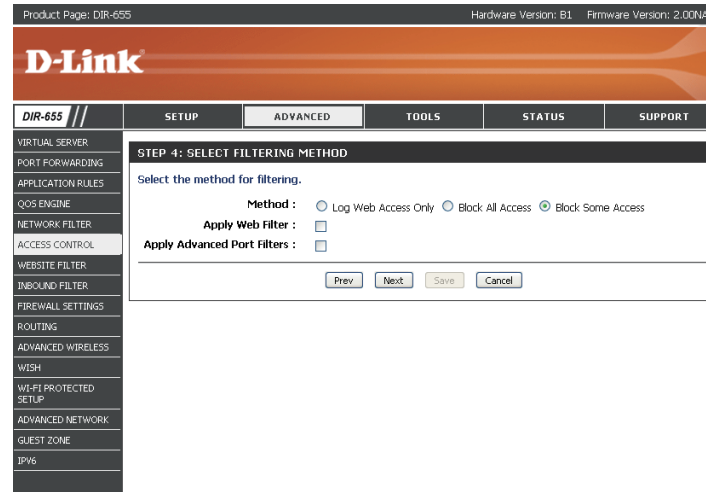 Product Page: DIR-655 Hardware Version: B1 Firmware Version: 2.00NA
D-Link
DIR-655 SETUP ADVANCED TOOLS STATUS SUPPORT
VIRTUAL SERVER
PORT FORWARDING
APPLICATION RULES
QOS ENGINE
NETWORK FILTER
ACCESS CONTROL
WEBSITE FILTER
INBOUND FILTER
FIREWALL SETTINGS
ROUTING
ADVANCED WIRELESS
WISH
WI-FI PROTECTED
SETUP
ADVANCED NETWORK
GUEST ZONE
IPV6
STEP 4: SELECT FILTERING METHOD
Select the method for filtering.
Method : Log Web Access Only Block All Access Block Some Access
Apply Web Filter :
Apply Advanced Port Filters :
Prev Next Save Cancel